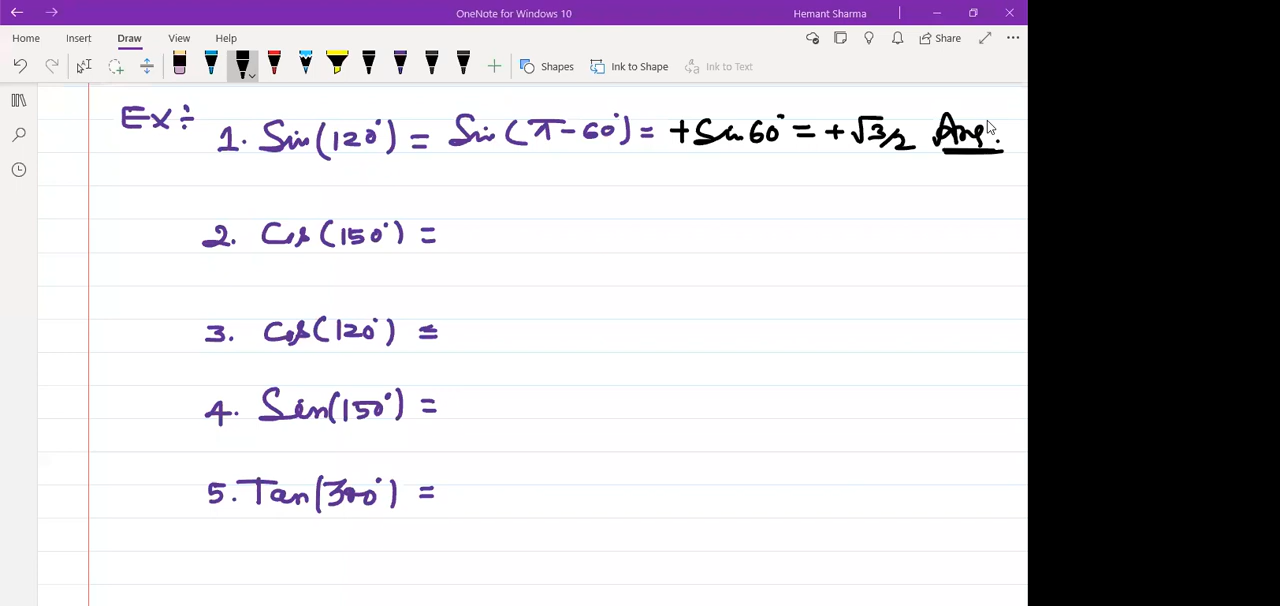 OneNote for Windows 10
Hemant Sharma
Home Insert Draw View Help
Share
Shapes Ink to Shape Ink to Text
Ex÷
1. Sin(120°) = Sin(π-60°) = +Sin60° = +√3/2 Ans.
2. Cos(150°) =
3. Cos(120°) =
4. Sin(150°) =
5. Tan(300°) =